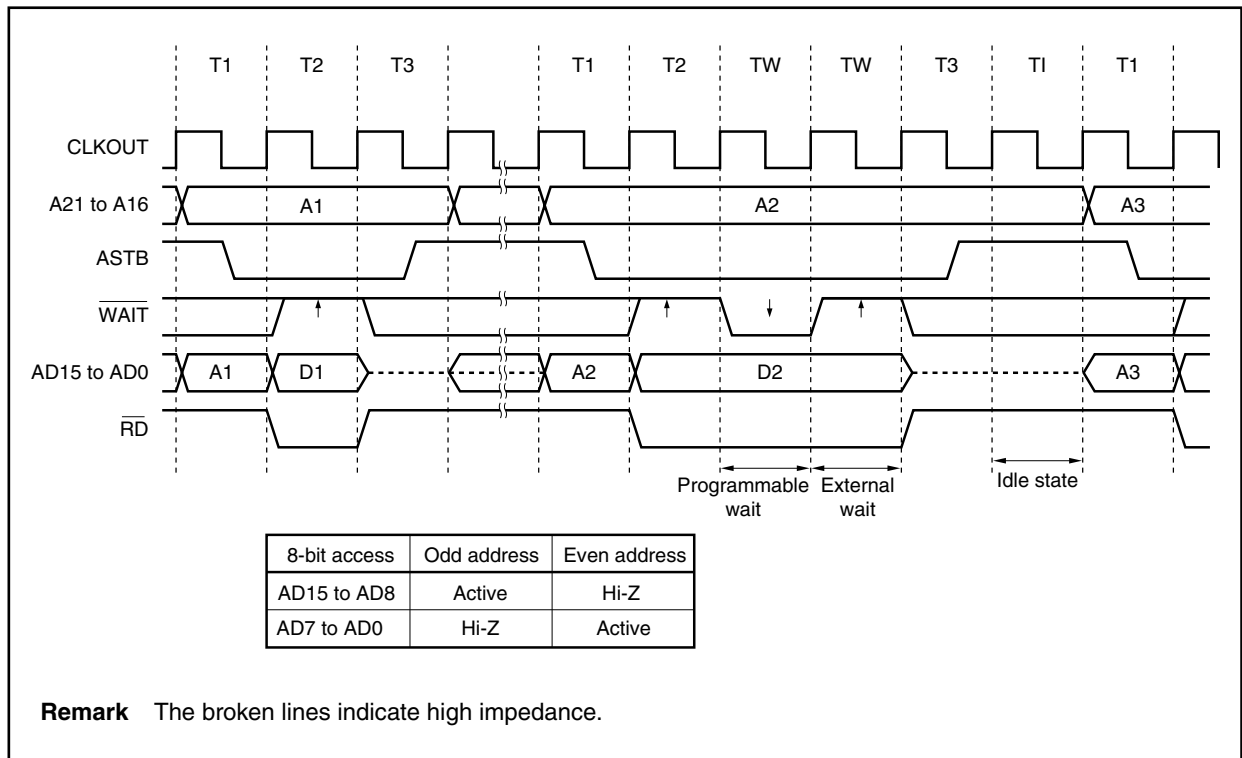 T1 T2 T3 T1 T2 TW TW T3 TI T1
CLKOUT
A21 to A16 A1 A2 A3
ASTB
WAIT
AD15 to AD0 A1 D1 A2 D2 A3
RD
Programmable wait
External wait
Idle state
8-bit access Odd address Even address
AD15 to AD8 Active Hi-Z
AD7 to AD0 Hi-Z Active
Remark The broken lines indicate high impedance.